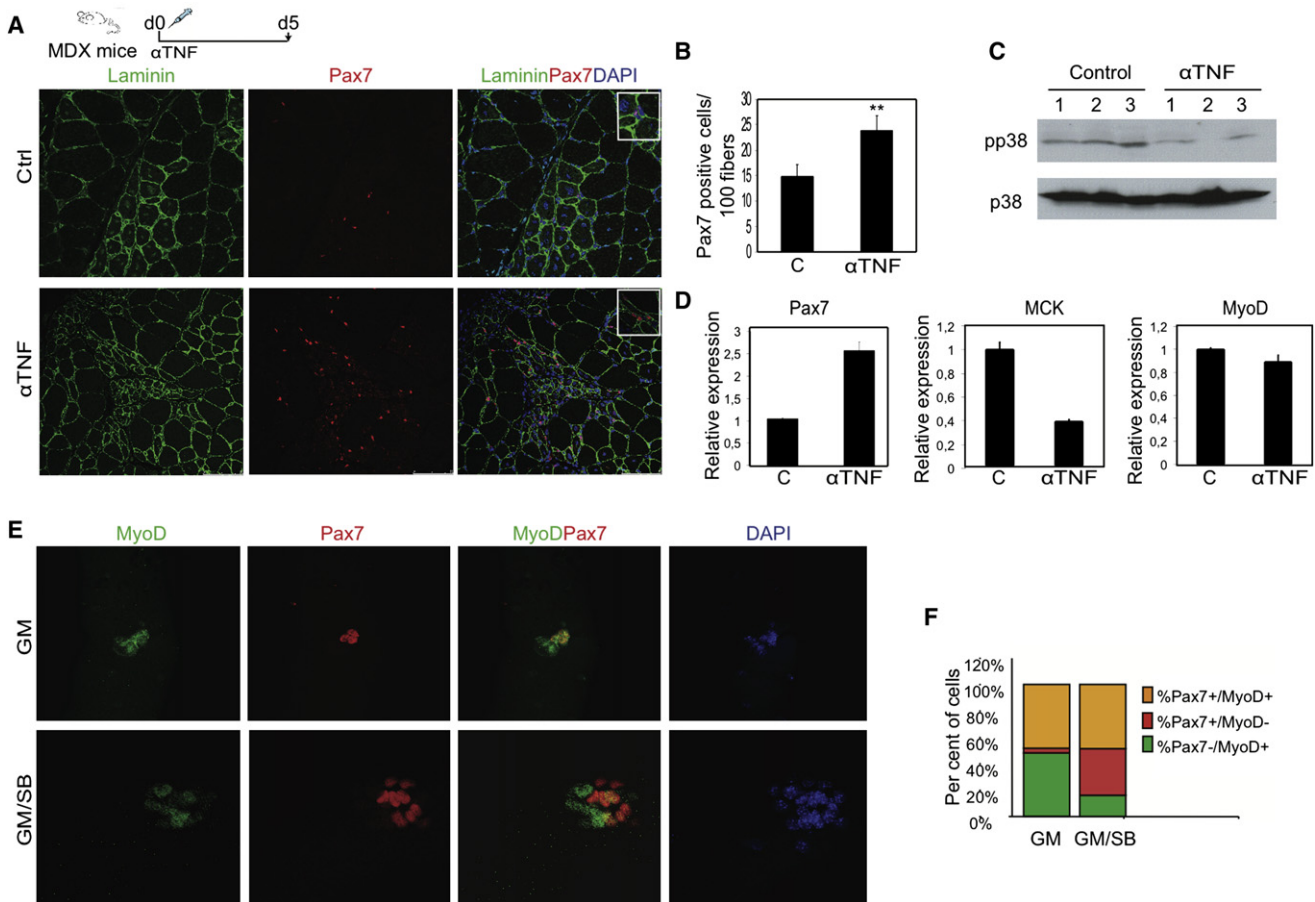 A
d0
d5
MDX mice
αTNF
Laminin
Pax7
LamininPax7DAPI
Ctrl
αTNF
B
Pax7 positive cells/
100 fibers
30
25
20
15
10
5
0
**
C
αTNF
C
Control
αTNF
1
2
3
1
2
3
pp38
p38
D
Pax7
Relative expression
3
2,5
2
1,5
1
0,5
0
C
αTNF
MCK
Relative expression
1,2
1
0,8
0,6
0,4
0,2
0
C
αTNF
MyoD
Relative expression
1,2
1
0,8
0,6
0,4
0,2
0
C
αTNF
E
MyoD
Pax7
MyoDPax7
DAPI
GM
GM/SB
F
Per cent of cells
120%
100%
80%
60%
40%
20%
0%
GM
GM/SB
%Pax7+/MyoD+
%Pax7+/MyoD-
%Pax7-/MyoD+